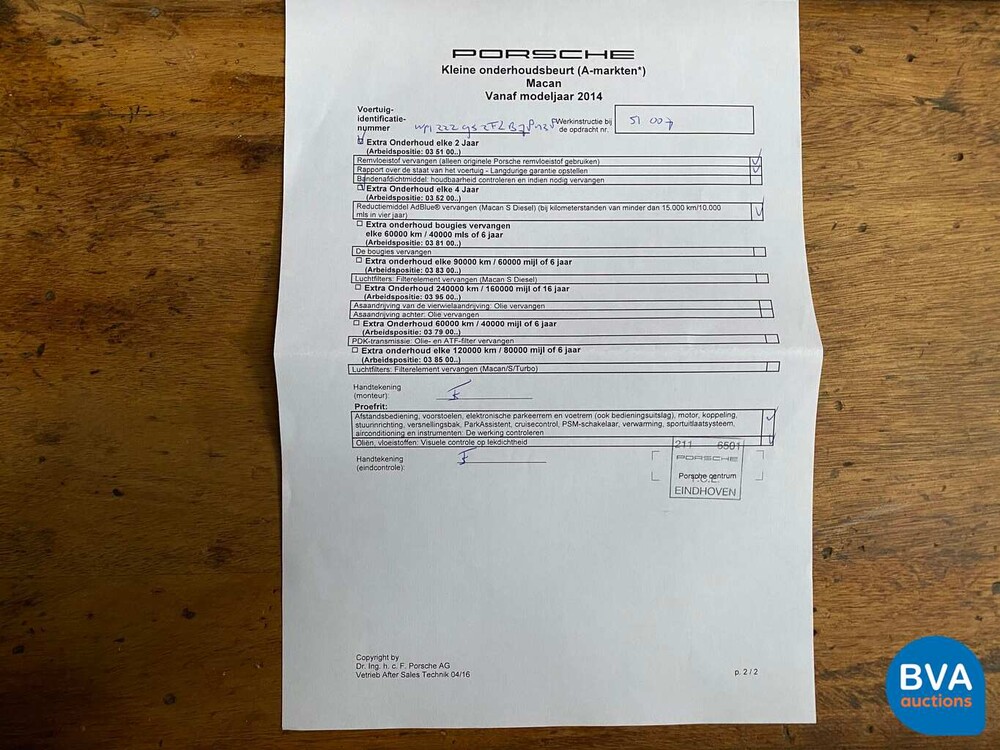 PORSCHE
Kleine onderhoudsbeurt (A-markten*)
Macan
Vanaf modeljaar 2014
Voertuig-
identificatie-
nummer
Werkinstructie bij
de opdracht nr.
51 007
Extra Onderhoud elke 2 Jaar
(Arbeidspositie: 03 51 00..)
Remvloeistof vervangen (alleen originele Porsche remvloeistof gebruiken)
Rapport over de staat van het voertuig - Langdurige garantie opstellen
Bandenafdichtmiddel: houdbaarheid controleren en indien nodig vervangen
Extra Onderhoud elke 4 Jaar
(Arbeidspositie: 03 52 00..)
Reductiemiddel AdBlue® vervangen (Macan S Diesel) (bij kilometerstanden van minder dan 15.000 km/10.000
mls in vier jaar)
Extra onderhoud bougies vervangen
elke 60000 km / 40000 mls of 6 jaar
(Arbeidspositie: 03 81 00..)
De bougies vervangen
Extra onderhoud elke 90000 km / 60000 mijl of 6 jaar
(Arbeidspositie: 03 83 00..)
Luchtfilters: Filterelement vervangen (Macan S Diesel)
Extra Onderhoud 240000 km / 160000 mijl of 16 jaar
(Arbeidspositie: 03 95 00..)
Asaandrijving van de vierwielaandrijving: Olie vervangen
Asaandrijving achter: Olie vervangen
Extra Onderhoud 60000 km / 40000 mijl of 6 jaar
(Arbeidspositie: 03 79 00..)
PDK-transmissie: Olie- en ATF-filter vervangen
Extra onderhoud elke 120000 km / 80000 mijl of 6 jaar
(Arbeidspositie: 03 85 00..)
Luchtfilters: Filterelement vervangen (Macan/S/Turbo)
Handtekening
(monteur):
Proefrit:
Afstandsbediening, voorstoelen, elektronische parkeerrem en voetrem (ook bedieningsuitslag), motor, koppeling,
stuurinrichting, versnellingsbak, ParkAssistent, cruisecontrol, PSM-schakelaar, verwarming, sportuitlaatsysteem,
airconditioning en instrumenten: De werking controleren
Oliën, vloeistoffen: Visuele controle op lekdichtheid
Handtekening
(eindcontrole):
211 6501
PORSCHE
Porsche centrum
EINDHOVEN
Copyright by
Dr. Ing. h. c. F. Porsche AG
Vetrieb After Sales Technik 04/16
p. 2 / 2
BVA
auctions